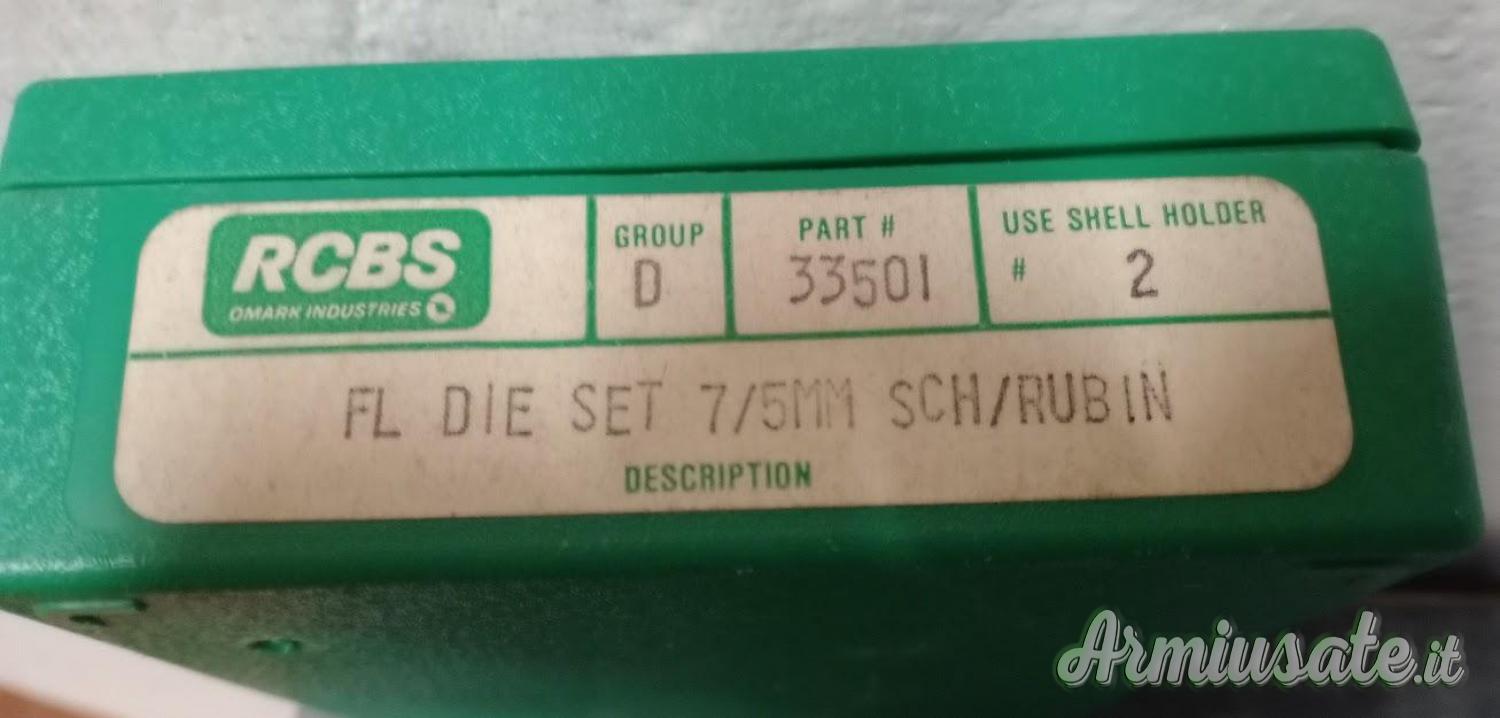 RCBS
OMARK INDUSTRIES
GROUP
D
PART #
33501
USE SHELL HOLDER
# 2
FL DIE SET 7/5MM SCH/RUBIN
DESCRIPTION
Armiusate.it